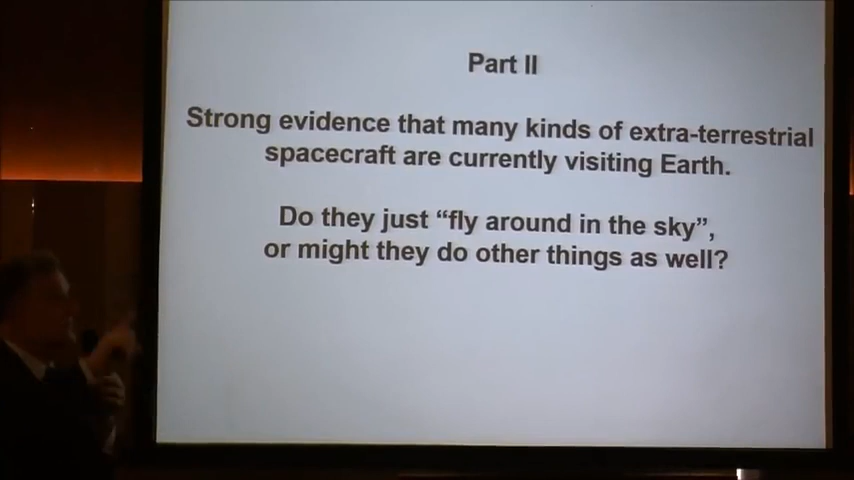 Part II
Strong evidence that many kinds of extra-terrestrial
spacecraft are currently visiting Earth.
Do they just “fly around in the sky”,
or might they do other things as well?